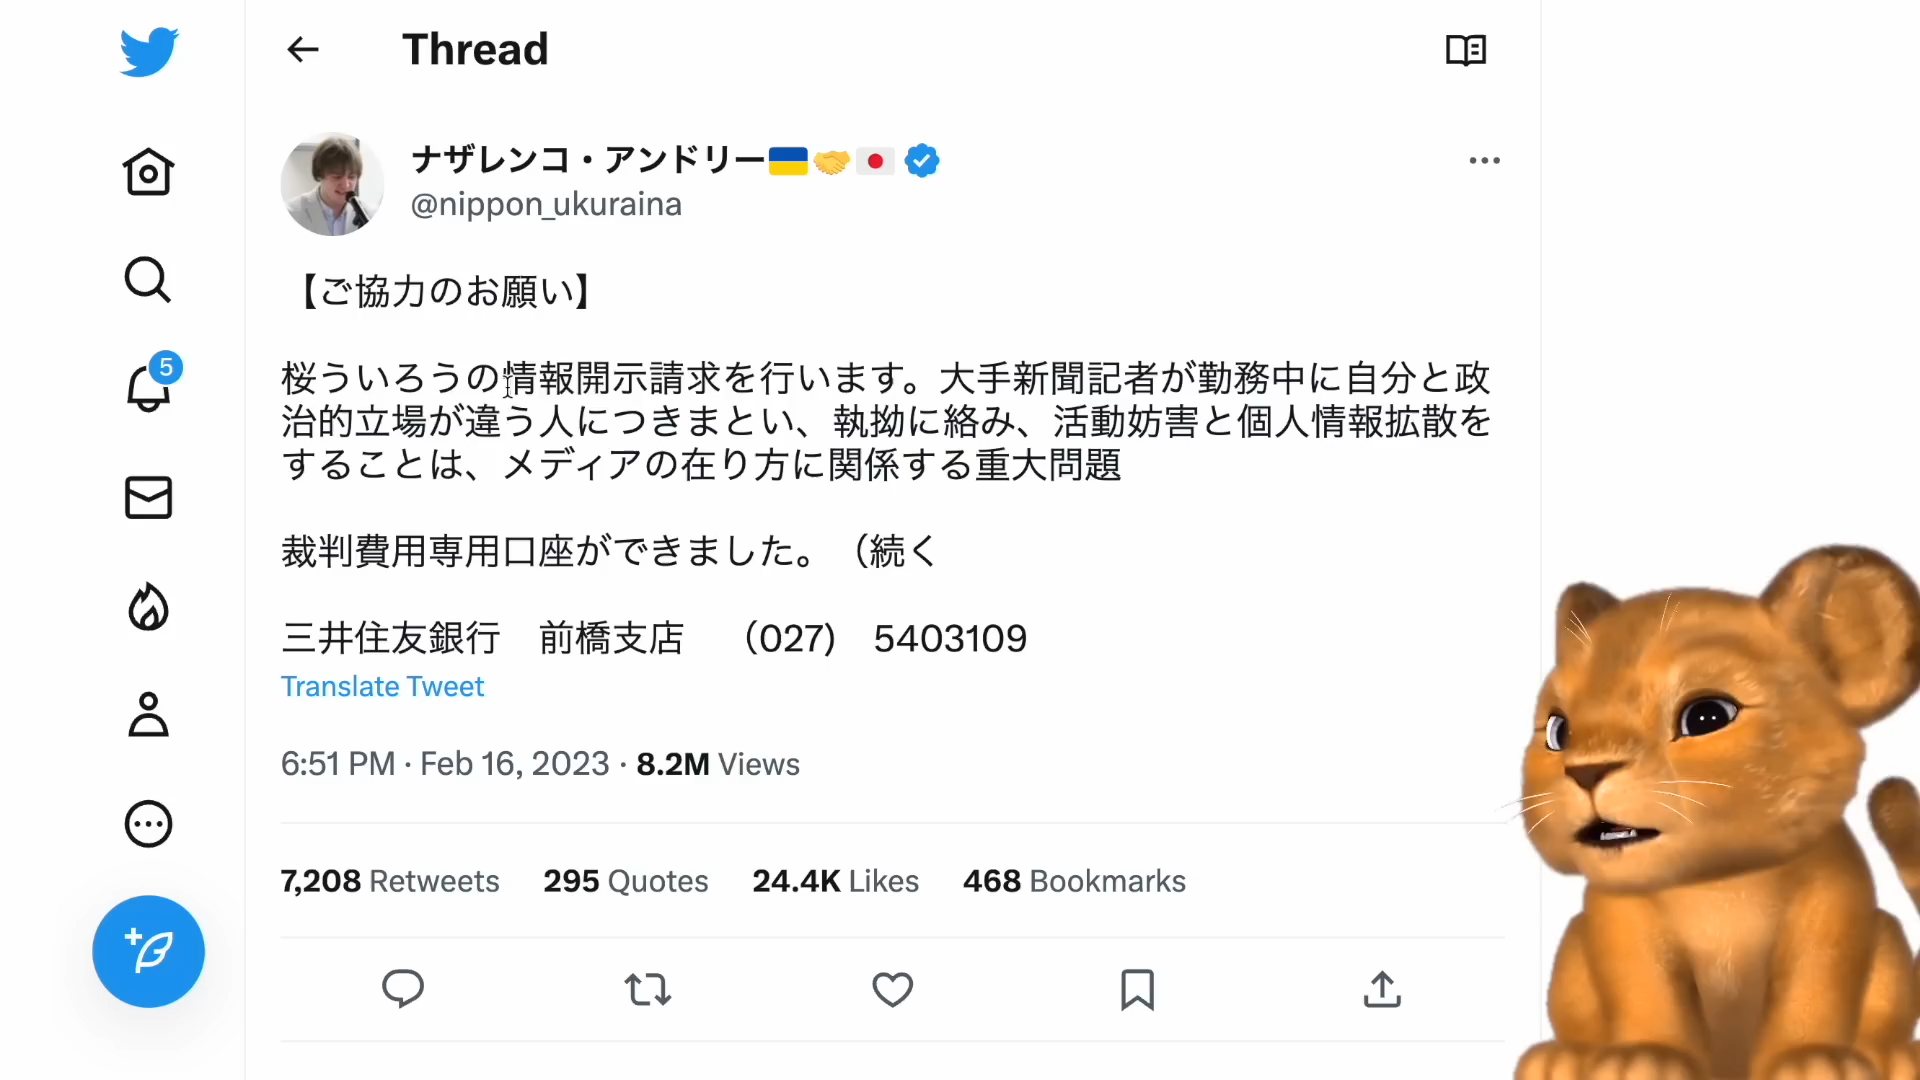 Thread
ナザレンコ・アンドリー🇺🇦🤝🇯🇵
@nippon_ukuraina
【ご協力のお願い】
桜ういろうの情報開示請求を行います。大手新聞記者が勤務中に自分と政
治的立場が違う人につきまとい、執拗に絡み、活動妨害と個人情報拡散を
することは、メディアの在り方に関係する重大問題
裁判費用専用口座ができました。（続く
三井住友銀行　前橋支店　（027）　5403109
Translate Tweet
6:51 PM · Feb 16, 2023 · 8.2M Views
7,208 Retweets 295 Quotes 24.4K Likes 468 Bookmarks
5